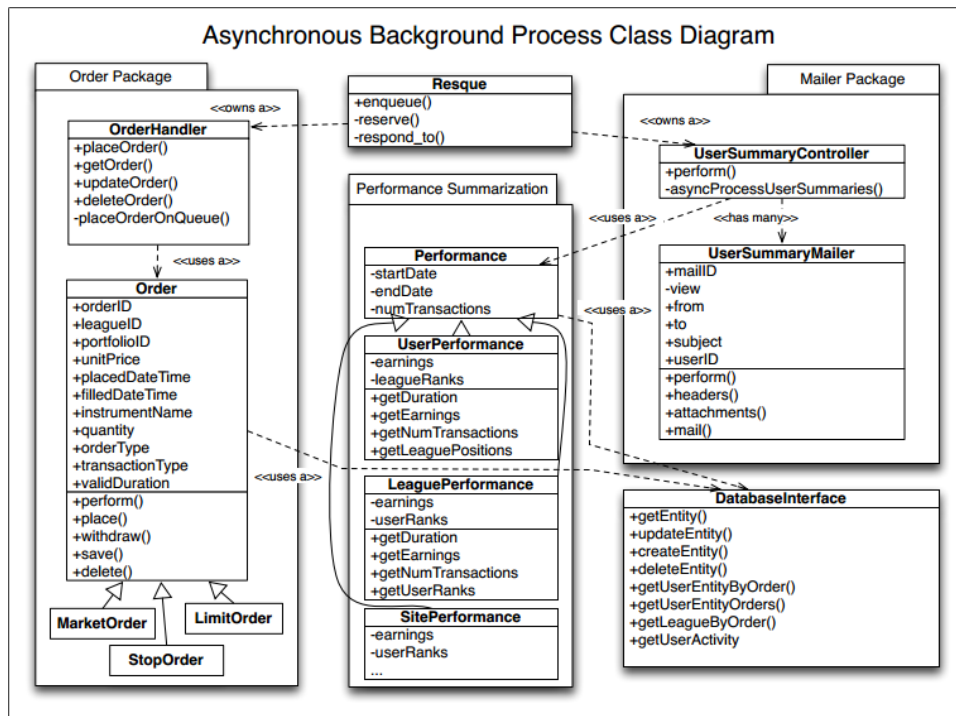 Asynchronous Background Process Class Diagram
Order Package
<<owns a>>
OrderHandler
+placeOrder()
+getOrder()
+updateOrder()
+deleteOrder()
-placeOrderOnQueue()
<<uses a>>
Order
+orderID
+leagueID
+portfolioID
+unitPrice
+placedDateTime
+filledDateTime
+instrumentName
+quantity
+orderType
+transactionType
+validDuration
+perform()
+place()
+withdraw()
+save()
+delete()
MarketOrder
LimitOrder
StopOrder
<<uses a>>
Resque
+enqueue()
-reserve()
-respond_to()
Performance Summarization
Performance
-startDate
-endDate
-numTransactions
UserPerformance
-earnings
-leagueRanks
+getDuration
+getEarnings
+getNumTransactions
+getLeaguePositions
LeaguePerformance
-earnings
-userRanks
+getDuration
+getEarnings
+getNumTransactions
+getUserRanks
SitePerformance
-earnings
-userRanks
...
Mailer Package
<<owns a>>
UserSummaryController
+perform()
-asyncProcessUserSummaries()
<<uses a>>
<<has many>>
UserSummaryMailer
+mailID
-view
+from
+to
+subject
+userID
+perform()
+headers()
+attachments()
+mail()
<<uses a>>
DatabaseInterface
+getEntity()
+updateEntity()
+createEntity()
+deleteEntity()
+getUserEntityByOrder()
+getUserEntityOrders()
+getLeagueByOrder()
+getUserActivity